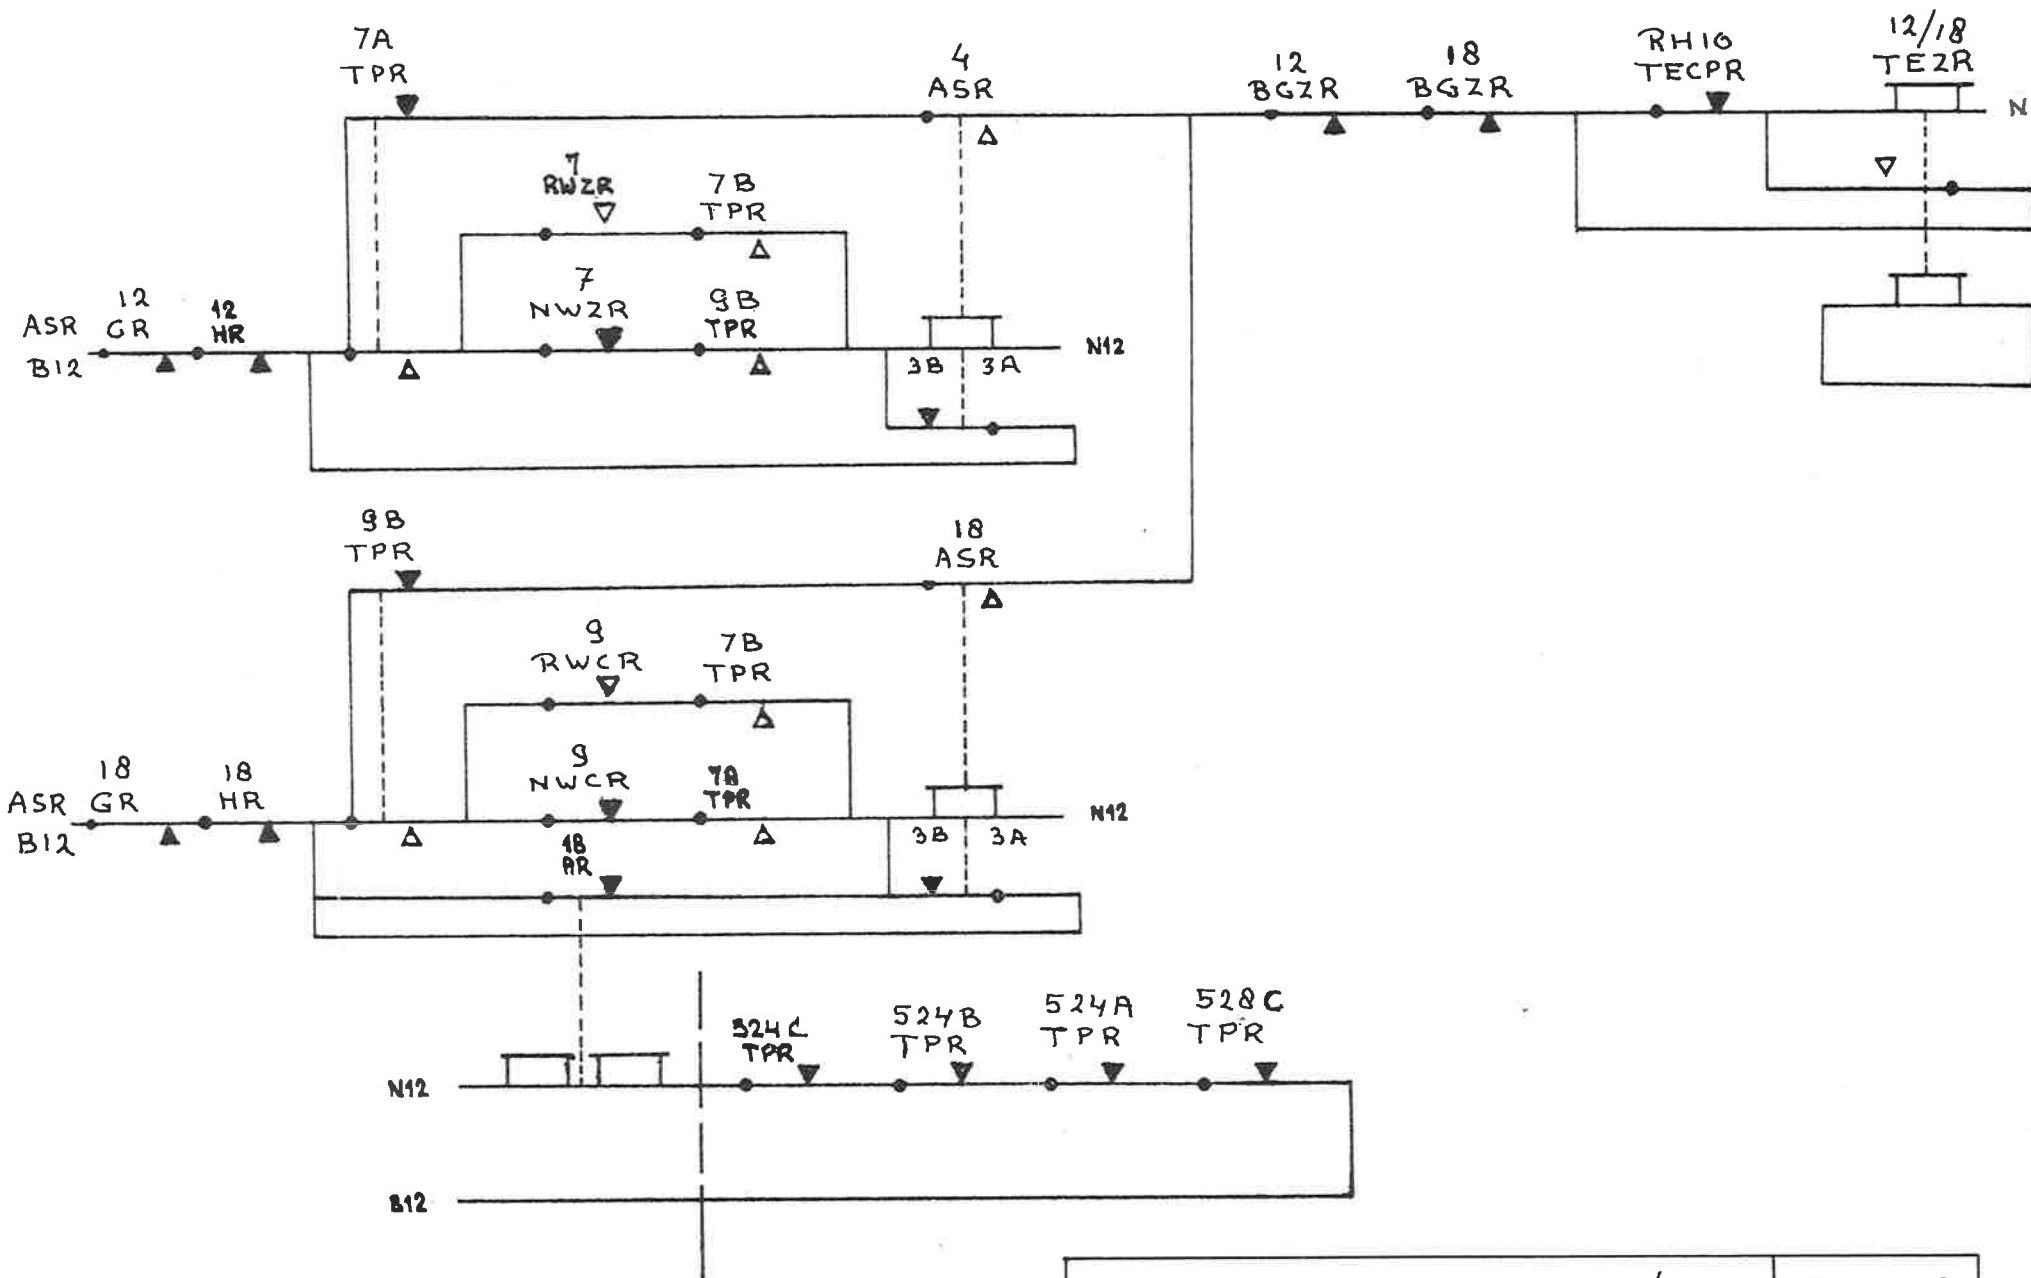 7A
TPR
4
ASR
12
BGZR
18
BGZR
RH10
TECPR
12/18
TEZR
N
7
RWZR
7B
TPR
7
NWZR
9B
TPR
12
GR
12
HR
ASR
B12
N12
3B
3A
9B
TPR
18
ASR
9
RWCR
7B
TPR
9
NWCR
7A
TPR
18
GR
18
HR
ASR
B12
N12
3B
3A
18
AR
524C
TPR
524B
TPR
524A
TPR
528C
TPR
N12
B12